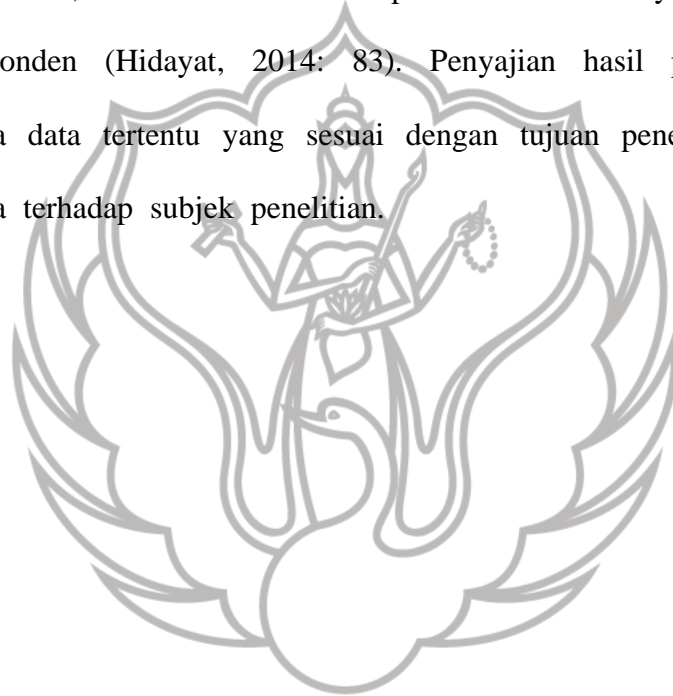 onden (Hidayat, 2014: 83). Penyajian hasil p
a data tertentu yang sesuai dengan tujuan pene
a terhadap subjek penelitian.